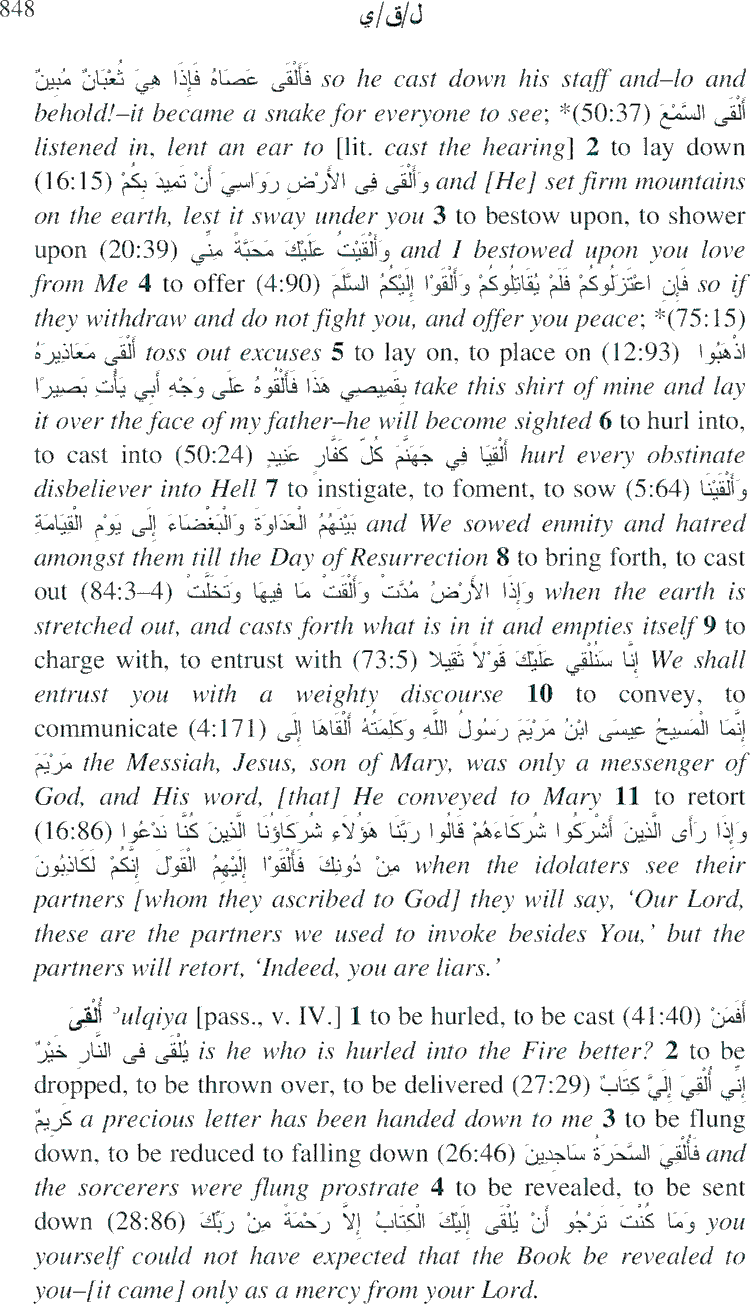 848
ل/ق/ي
فَأَلْقَى عَصَاهُ فَإِذَا هِيَ ثُعْبَانٌ مُبِينٌ so he cast down his staff and–lo and
behold!–it became a snake for everyone to see; *(50:37) أَلْقَى السَّمْعَ
listened in, lent an ear to [lit. cast the hearing] 2 to lay down
(16:15) وَأَلْقَى فِى الأَرْضِ رَوَاسِيَ أَنْ تَمِيدَ بِكُمْ and [He] set firm mountains
on the earth, lest it sway under you 3 to bestow upon, to shower
upon (20:39) وَأَلْقَيْتُ عَلَيْكَ مَحَبَّةً مِنِّي and I bestowed upon you love
from Me 4 to offer (4:90) فَإِنِ اعْتَزَلُوكُمْ فَلَمْ يُقَاتِلُوكُمْ وَأَلْقَوْا إِلَيْكُمُ السَّلَمَ so if
they withdraw and do not fight you, and offer you peace; *(75:15)
أَلْقَى مَعَاذِيرَهُ toss out excuses 5 to lay on, to place on (12:93) اذْهَبُوا
بِقَمِيصِي هَذَا فَأَلْقُوهُ عَلَى وَجْهِ أَبِي يَأْتِ بَصِيرًا take this shirt of mine and lay
it over the face of my father–he will become sighted 6 to hurl into,
to cast into (50:24) أَلْقِيَا فِي جَهَنَّمَ كُلَّ كَفَّارٍ عَنِيدٍ hurl every obstinate
disbeliever into Hell 7 to instigate, to foment, to sow (5:64) وَأَلْقَيْنَا
بَيْنَهُمُ الْعَدَاوَةَ وَالْبَغْضَاءَ إِلَى يَوْمِ الْقِيَامَةِ and We sowed enmity and hatred
amongst them till the Day of Resurrection 8 to bring forth, to cast
out (84:3–4) وَإِذَا الأَرْضُ مُدَّتْ وَأَلْقَتْ مَا فِيهَا وَتَخَلَّتْ when the earth is
stretched out, and casts forth what is in it and empties itself 9 to
charge with, to entrust with (73:5) إِنَّا سَنُلْقِي عَلَيْكَ قَوْلاً ثَقِيلا We shall
entrust you with a weighty discourse 10 to convey, to
communicate (4:171) إِنَّمَا الْمَسِيحُ عِيسَى ابْنُ مَرْيَمَ رَسُولُ اللَّهِ وَكَلِمَتُهُ أَلْقَاهَا إِلَى
مَرْيَمَ the Messiah, Jesus, son of Mary, was only a messenger of
God, and His word, [that] He conveyed to Mary 11 to retort
(16:86) وَإِذَا رَأَى الَّذِينَ أَشْرَكُوا شُرَكَاءَهُمْ قَالُوا رَبَّنَا هَؤُلَاءِ شُرَكَاؤُنَا الَّذِينَ كُنَّا نَدْعُوا
مِنْ دُونِكَ فَأَلْقَوْا إِلَيْهِمُ الْقَوْلَ إِنَّكُمْ لَكَاذِبُونَ when the idolaters see their
partners [whom they ascribed to God] they will say, ‘Our Lord,
these are the partners we used to invoke besides You,’ but the
partners will retort, ‘Indeed, you are liars.’
أُلْقِىَ ʾulqiya [pass., v. IV.] 1 to be hurled, to be cast (41:40) أَفَمَنْ
يُلْقَى فِى النَّارِ خَيْرٌ is he who is hurled into the Fire better? 2 to be
dropped, to be thrown over, to be delivered (27:29) إِنِّي أُلْقِيَ إِلَيَّ كِتَابٌ
كَرِيمٌ a precious letter has been handed down to me 3 to be flung
down, to be reduced to falling down (26:46) فَأُلْقِيَ السَّحَرَةُ سَاجِدِينَ and
the sorcerers were flung prostrate 4 to be revealed, to be sent
down (28:86) وَمَا كُنْتَ تَرْجُو أَنْ يُلْقَى إِلَيْكَ الْكِتَابُ إِلاَّ رَحْمَةً مِنْ رَبِّكَ you
yourself could not have expected that the Book be revealed to
you–[it came] only as a mercy from your Lord.